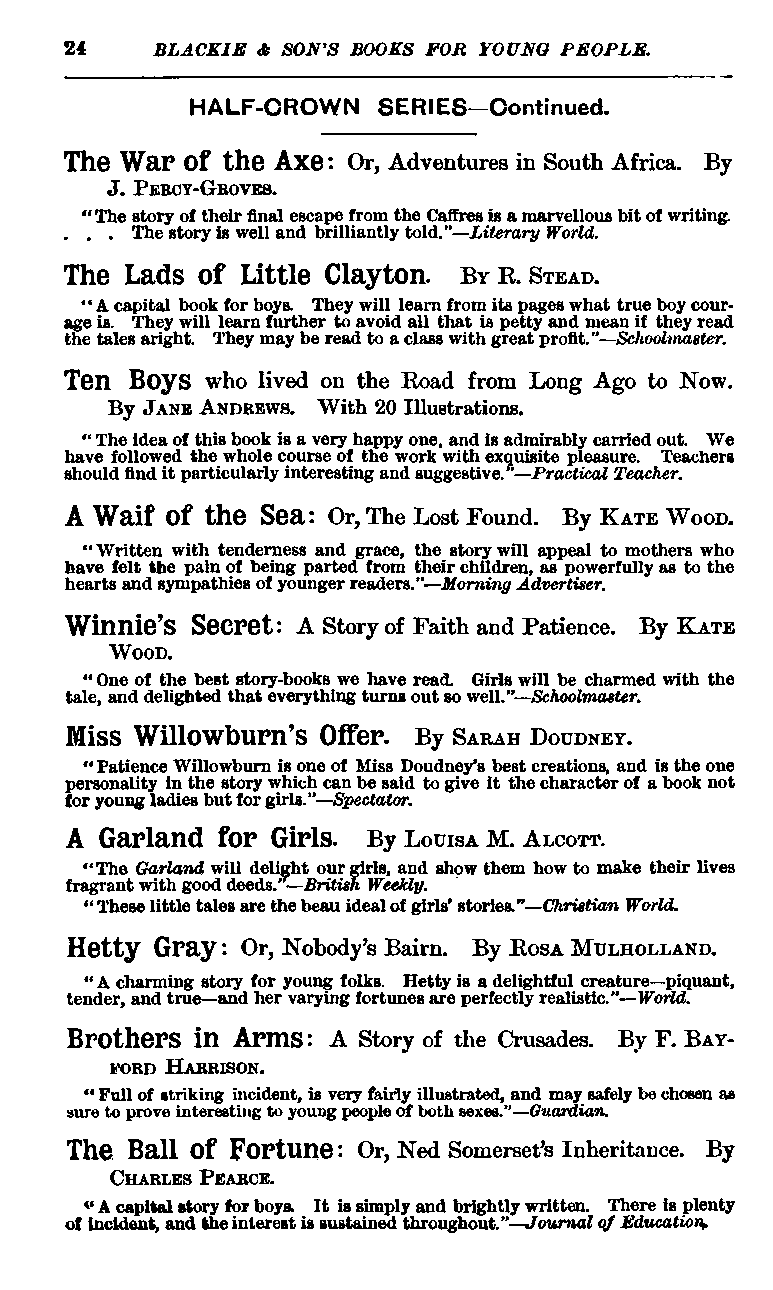 24 BLACKIE & SON'S BOOKS FOR YOUNG PEOPLE.
HALF-CROWN SERIES—Continued.
The War of the Axe: Or, Adventures in South Africa. By
J. PERCY-GROVES.
"The story of their final escape from the Caffres is a marvellous bit of writing.
. . . The story is well and brilliantly told."—Literary World.
The Lads of Little Clayton. BY R. STEAD.
"A capital book for boys. They will learn from its pages what true boy cour-
age is. They will learn further to avoid all that is petty and mean if they read
the tales aright. They may be read to a class with great profit."—Schoolmaster.
Ten Boys who lived on the Road from Long Ago to Now.
By JANE ANDREWS. With 20 Illustrations.
"The idea of this book is a very happy one, and is admirably carried out. We
have followed the whole course of the work with exquisite pleasure. Teachers
should find it particularly interesting and suggestive."—Practical Teacher.
A Waif of the Sea: Or, The Lost Found. By KATE WOOD.
"Written with tenderness and grace, the story will appeal to mothers who
have felt the pain of being parted from their children, as powerfully as to the
hearts and sympathies of younger readers."—Morning Advertiser.
Winnie's Secret: A Story of Faith and Patience. By KATE
WOOD.
"One of the best story-books we have read. Girls will be charmed with the
tale, and delighted that everything turns out so well."—Schoolmaster.
Miss Willowburn's Offer. By SARAH DOUDNEY.
"Patience Willowburn is one of Miss Doudney's best creations, and is the one
personality in the story which can be said to give it the character of a book not
for young ladies but for girls."—Spectator.
A Garland for Girls. By LOUISA M. ALCOTT.
"The Garland will delight our girls, and show them how to make their lives
fragrant with good deeds."—British Weekly.
"These little tales are the beau ideal of girls' stories."—Christian World.
Hetty Gray: Or, Nobody's Bairn. By ROSA MULHOLLAND.
"A charming story for young folks. Hetty is a delightful creature—piquant,
tender, and true—and her varying fortunes are perfectly realistic."—World.
Brothers in Arms: A Story of the Crusades. By F. BAY-
FORD HARRISON.
"Full of striking incident, is very fairly illustrated, and may safely be chosen as
sure to prove interesting to young people of both sexes."—Guardian.
The Ball of Fortune: Or, Ned Somerset's Inheritance. By
CHARLES PEARCE.
"A capital story for boys. It is simply and brightly written. There is plenty
of incident, and the interest is sustained throughout."—Journal of Education.